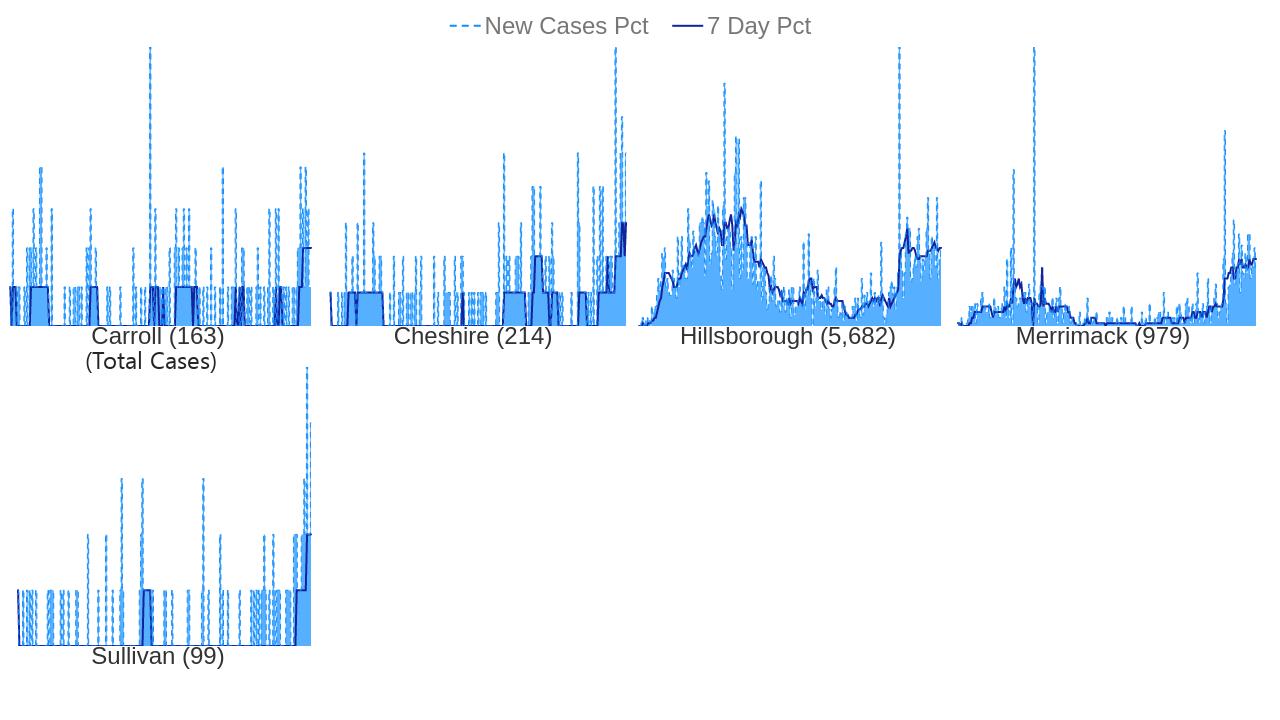 New Cases Pct 7 Day Pct
Carroll (163) Cheshire (214) Hillsborough (5,682) Merrimack (979)
(Total Cases)
Sullivan (99)